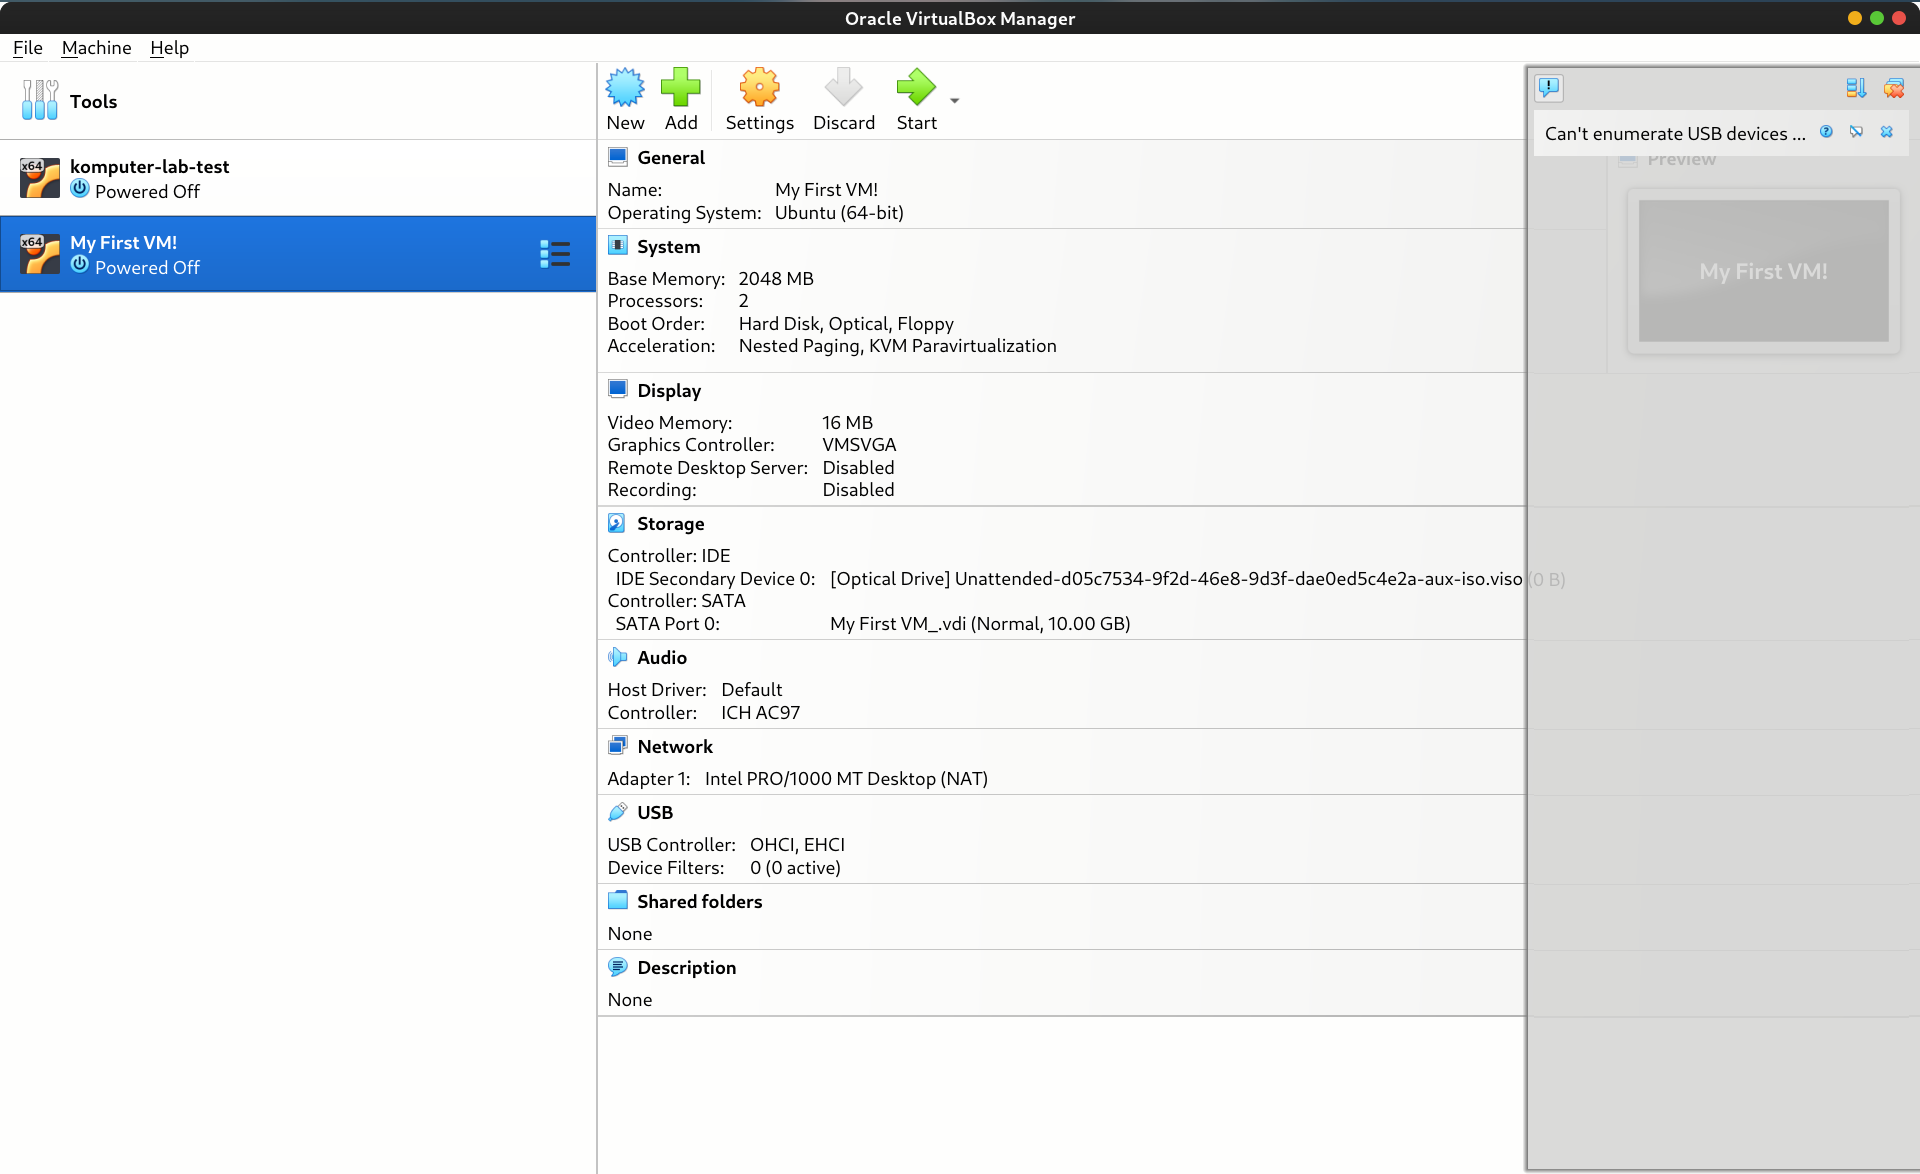 Oracle VirtualBox Manager
File Machine Help
Tools
x64
komputer-lab-test
Powered Off
x64
My First VM!
Powered Off
New Add Settings Discard Start
General
Name: My First VM!
Operating System: Ubuntu (64-bit)
System
Base Memory: 2048 MB
Processors: 2
Boot Order: Hard Disk, Optical, Floppy
Acceleration: Nested Paging, KVM Paravirtualization
Display
Video Memory: 16 MB
Graphics Controller: VMSVGA
Remote Desktop Server: Disabled
Recording: Disabled
Storage
Controller: IDE
IDE Secondary Device 0: [Optical Drive] Unattended-d05c7534-9f2d-46e8-9d3f-dae0ed5c4e2a-aux-iso.viso (0 B)
Controller: SATA
SATA Port 0: My First VM_.vdi (Normal, 10.00 GB)
Audio
Host Driver: Default
Controller: ICH AC97
Network
Adapter 1: Intel PRO/1000 MT Desktop (NAT)
USB
USB Controller: OHCI, EHCI
Device Filters: 0 (0 active)
Shared folders
None
Description
None
Can't enumerate USB devices ...
Preview
My First VM!